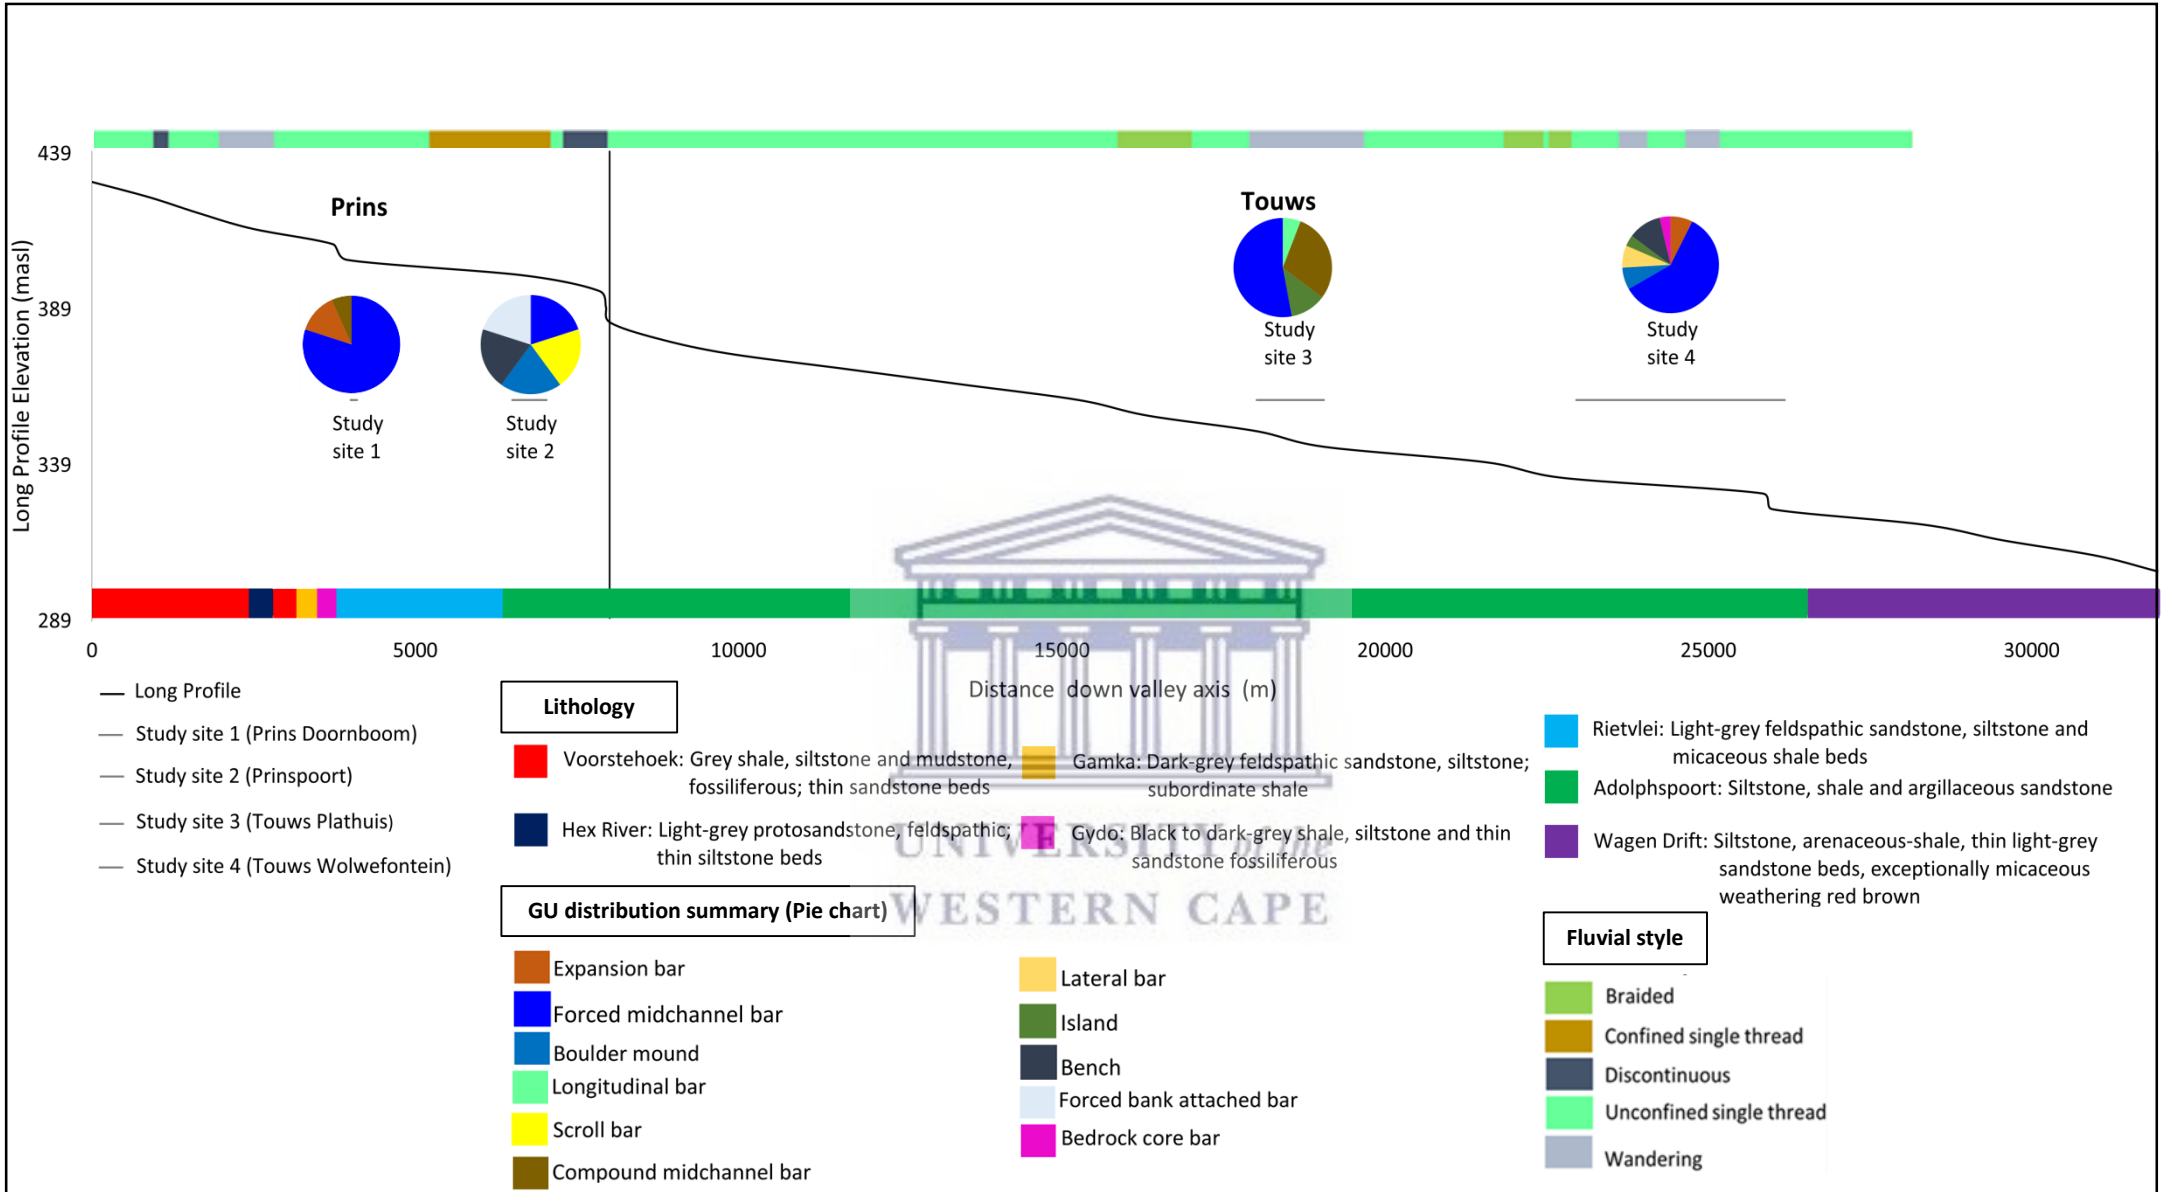 439
389
339
289
Long Profile Elevation (masl)
Prins
Touws
Study
site 1
Study
site 2
Study
site 3
Study
site 4
0
5000
10000
15000
20000
25000
30000
Distance down valley axis (m)
Long Profile
Study site 1 (Prins Doornboom)
Study site 2 (Prinspoort)
Study site 3 (Touws Plathuis)
Study site 4 (Touws Wolwefontein)
Lithology
Voorstehoek: Grey shale, siltstone and mudstone,
fossiliferous; thin sandstone beds
Hex River: Light-grey protosandstone, feldspathic;
thin siltstone beds
Gamka: Dark-grey feldspathic sandstone, siltstone;
subordinate shale
Gydo: Black to dark-grey shale, siltstone and thin
sandstone fossiliferous
Rietvlei: Light-grey feldspathic sandstone, siltstone and
micaceous shale beds
Adolphspoort: Siltstone, shale and argillaceous sandstone
Wagen Drift: Siltstone, arenaceous-shale, thin light-grey
sandstone beds, exceptionally micaceous
weathering red brown
UNIVERSITY of the
WESTERN CAPE
GU distribution summary (Pie chart)
Expansion bar
Forced midchannel bar
Boulder mound
Longitudinal bar
Scroll bar
Compound midchannel bar
Lateral bar
Island
Bench
Forced bank attached bar
Bedrock core bar
Fluvial style
Braided
Confined single thread
Discontinuous
Unconfined single thread
Wandering